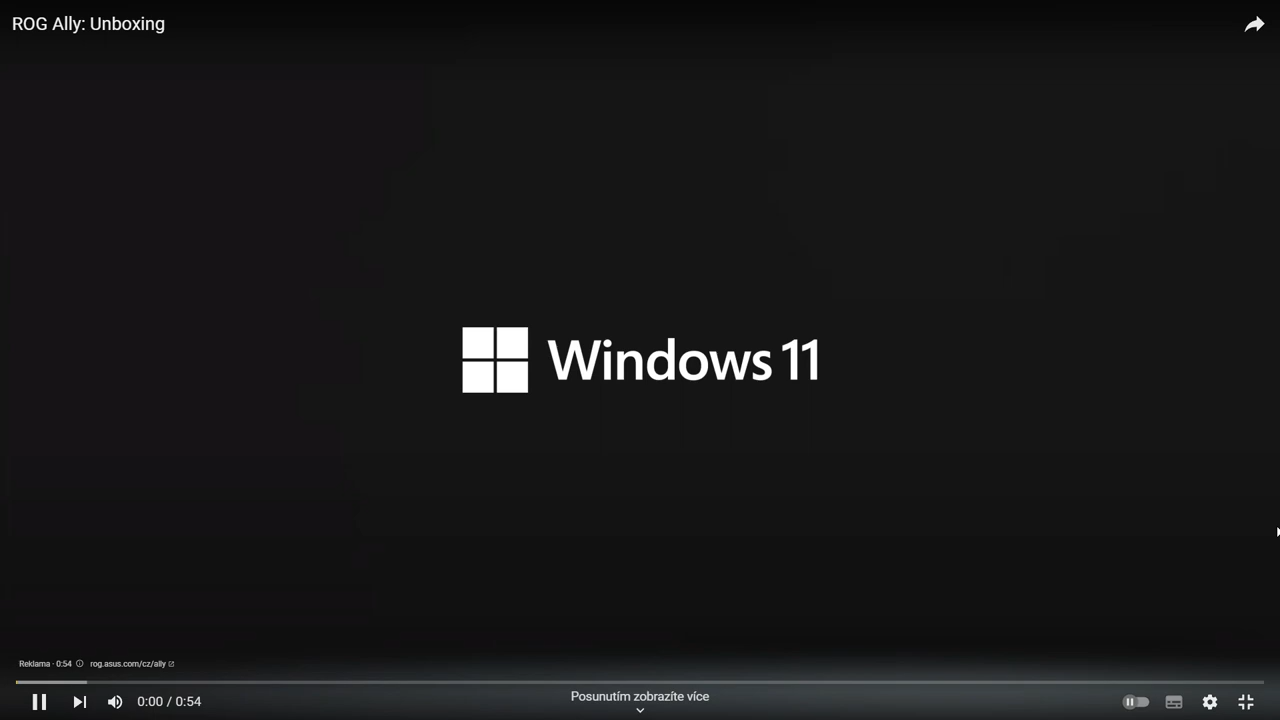 ROG Ally: Unboxing
Windows 11
Reklama · 0:54 rog.asus.com/cz/ally
0:00 / 0:54
Posunutím zobrazíte více